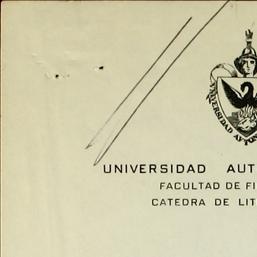 UNIVERSIDAD AUT
FACULTAD DE FI
CATEDRA DE LIT